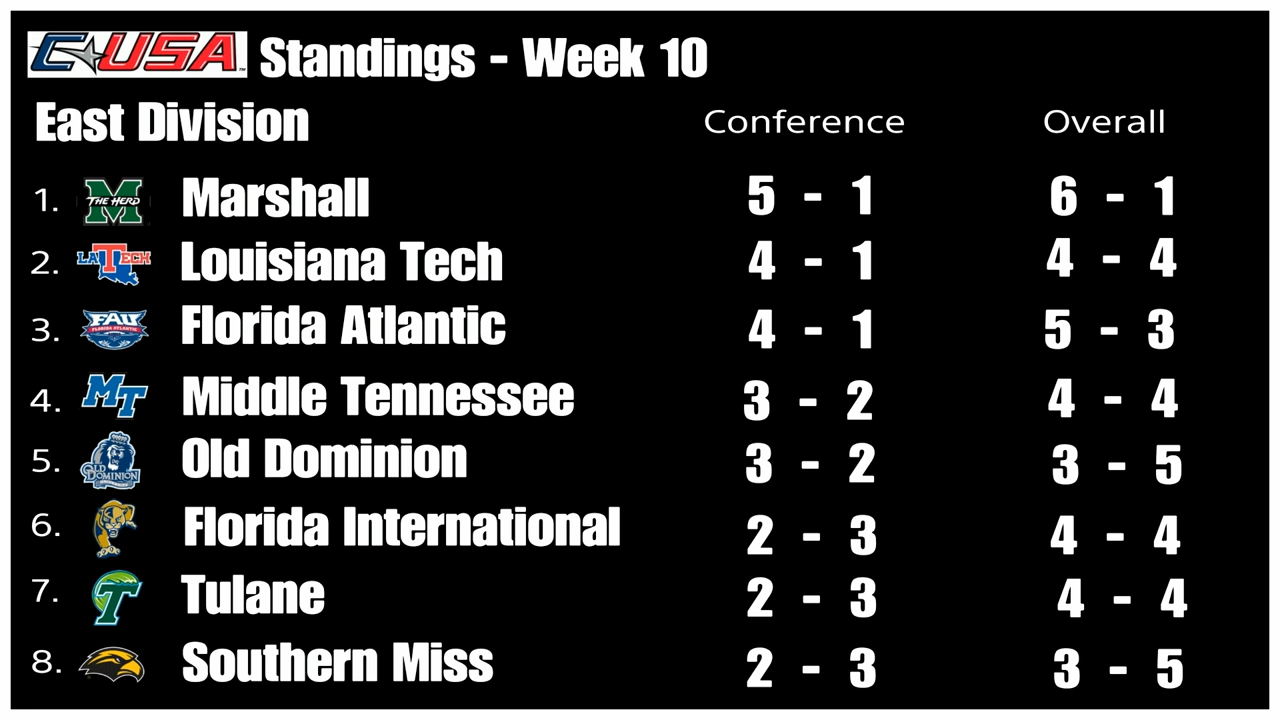 C USA Standings - Week 10
East Division Conference Overall
1. M THE HERD Marshall 5 - 1 6 - 1
2. LA TECH Louisiana Tech 4 - 1 4 - 4
3. FAU FLORIDA ATLANTIC Florida Atlantic 4 - 1 5 - 3
4. MT Middle Tennessee 3 - 2 4 - 4
5. OLD DOMINION Old Dominion 3 - 2 3 - 5
6. Florida International 2 - 3 4 - 4
7. T Tulane 2 - 3 4 - 4
8. Southern Miss 2 - 3 3 - 5